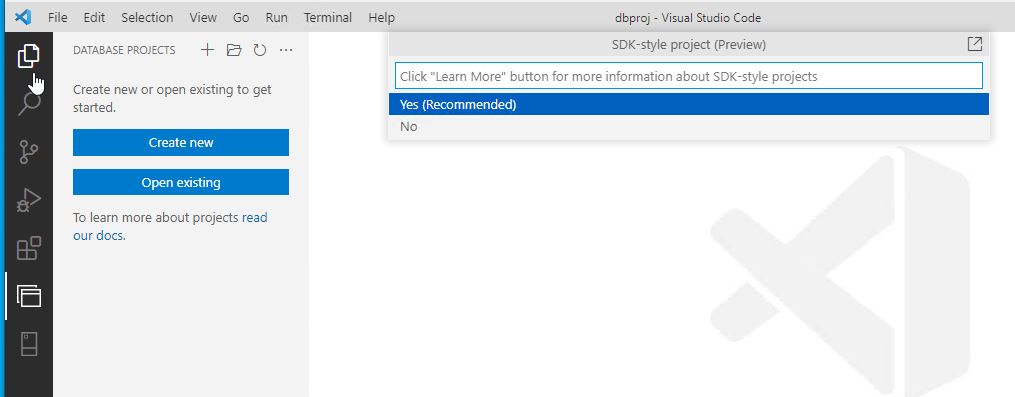 File Edit Selection View Go Run Terminal Help
dbproj - Visual Studio Code
DATABASE PROJECTS
Create new or open existing to get
started.
Create new
Open existing
To learn more about projects read
our docs.
SDK-style project (Preview)
Click "Learn More" button for more information about SDK-style projects
Yes (Recommended)
No